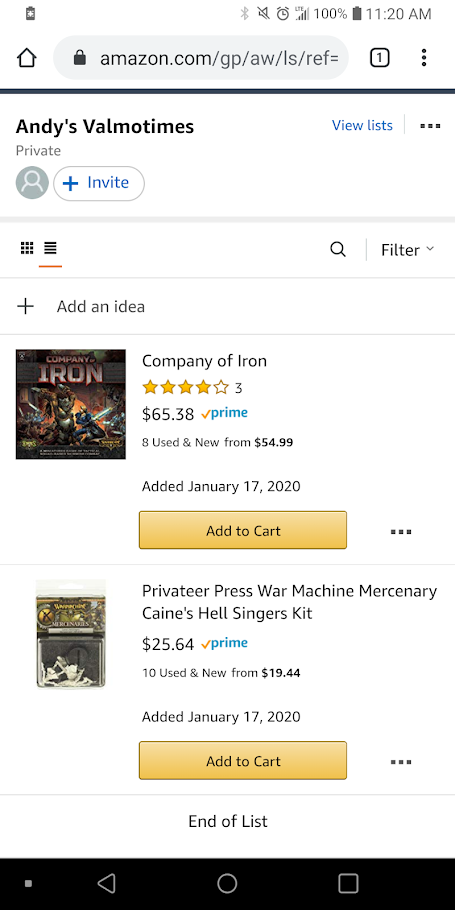 100% 11:20 AM
amazon.com/gp/aw/ls/ref=
1
Andy's Valmotimes
View lists
Private
Invite
Filter
Add an idea
COMPANY OF
IRON
Company of Iron
3
$65.38 prime
8 Used & New from $54.99
Added January 17, 2020
Add to Cart
WARMACHINE
MERCENARIES
Privateer Press War Machine Mercenary
Caine's Hell Singers Kit
$25.64 prime
10 Used & New from $19.44
Added January 17, 2020
Add to Cart
End of List